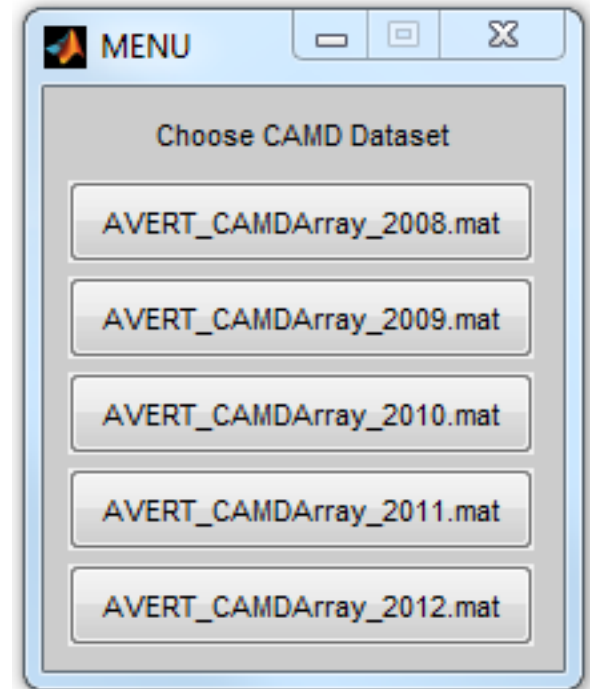 MENU
Choose CAMD Dataset
AVERT_CAMDArray_2008.mat
AVERT_CAMDArray_2009.mat
AVERT_CAMDArray_2010.mat
AVERT_CAMDArray_2011.mat
AVERT_CAMDArray_2012.mat